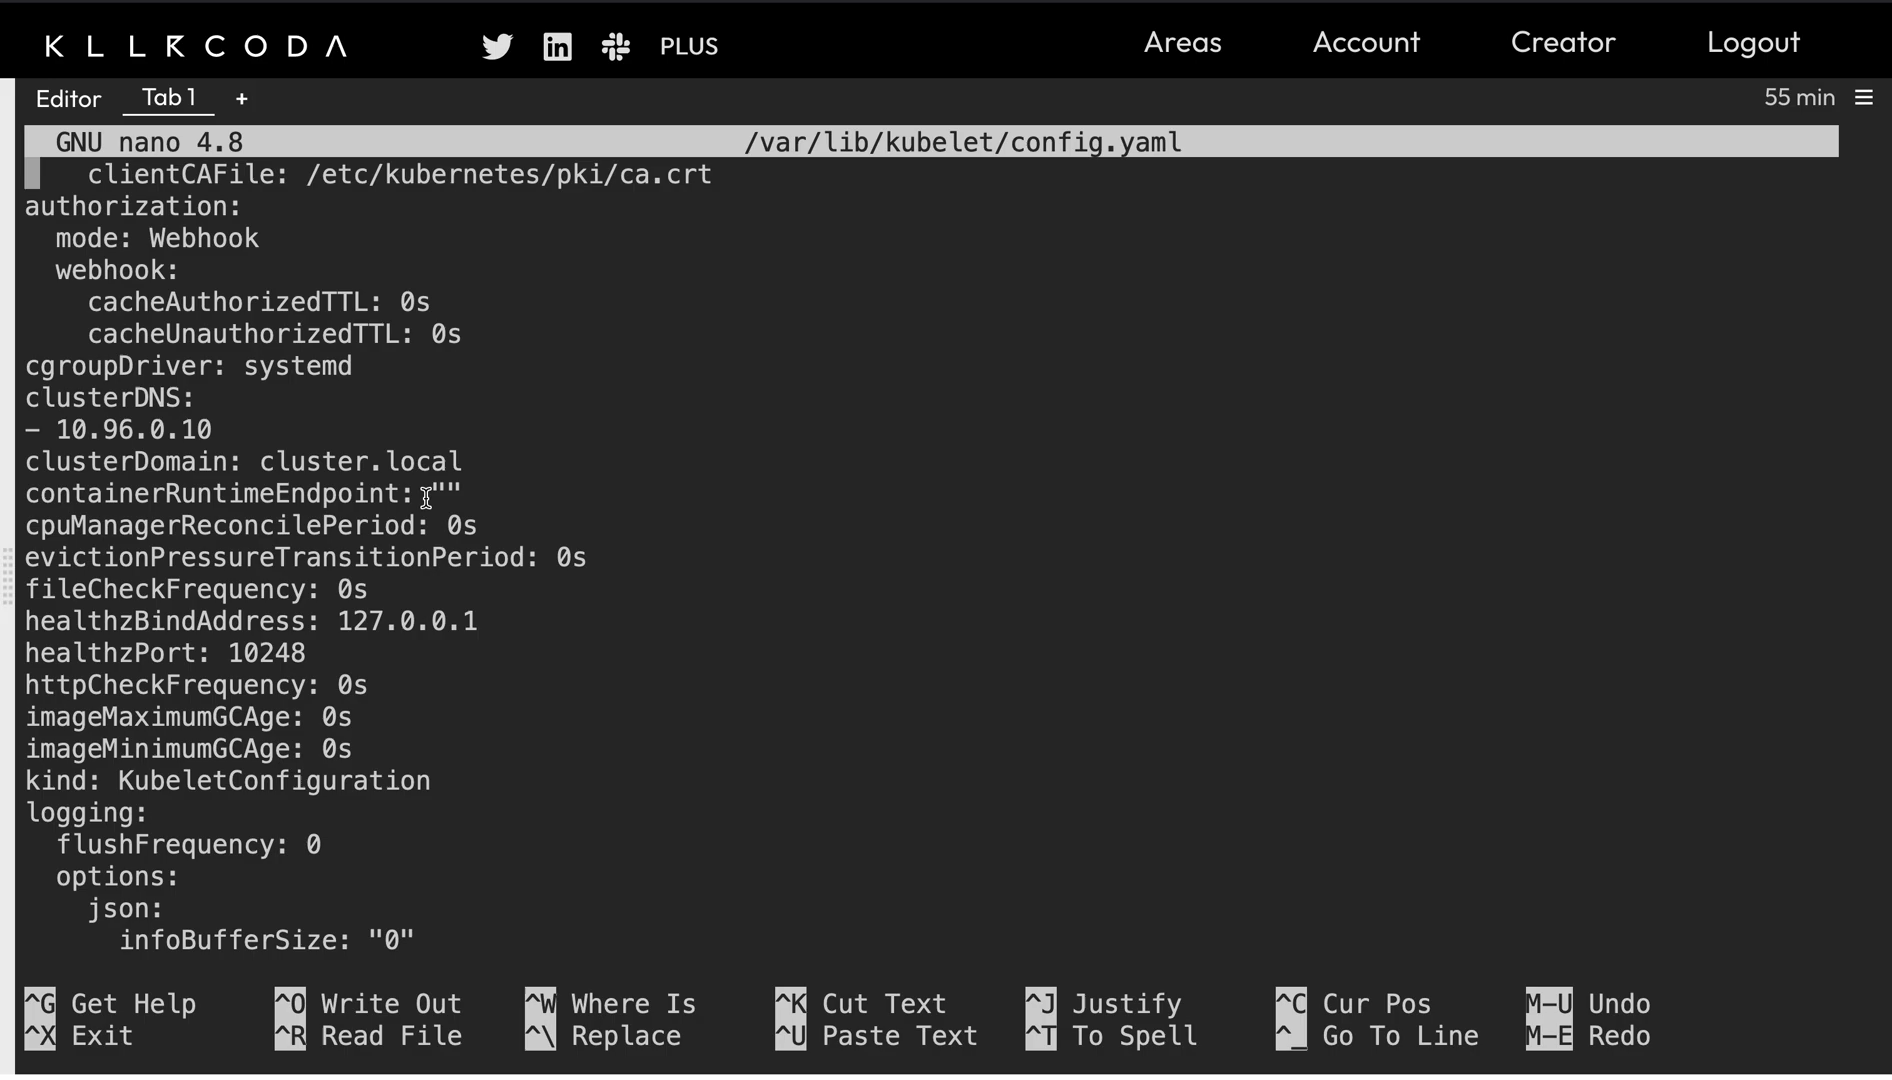 KLLRCODA PLUS Areas Account Creator Logout
Editor Tab 1 + 55 min
GNU nano 4.8 /var/lib/kubelet/config.yaml
clientCAFile: /etc/kubernetes/pki/ca.crt
authorization:
mode: Webhook
webhook:
cacheAuthorizedTTL: 0s
cacheUnauthorizedTTL: 0s
cgroupDriver: systemd
clusterDNS:
- 10.96.0.10
clusterDomain: cluster.local
containerRuntimeEndpoint: ""
cpuManagerReconcilePeriod: 0s
evictionPressureTransitionPeriod: 0s
fileCheckFrequency: 0s
healthzBindAddress: 127.0.0.1
healthzPort: 10248
httpCheckFrequency: 0s
imageMaximumGCAge: 0s
imageMinimumGCAge: 0s
kind: KubeletConfiguration
logging:
flushFrequency: 0
options:
json:
infoBufferSize: "0"
^G Get Help ^O Write Out ^W Where Is ^K Cut Text ^J Justify ^C Cur Pos M-U Undo
^X Exit ^R Read File ^\ Replace ^U Paste Text ^T To Spell ^_ Go To Line M-E Redo